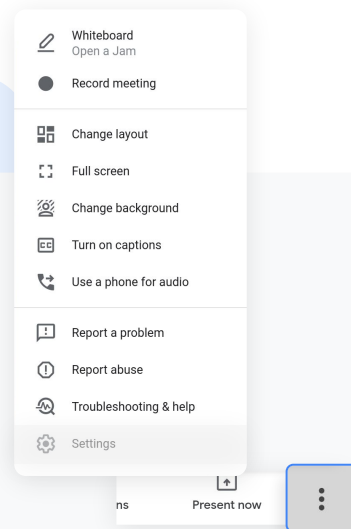 Whiteboard
Open a Jam
Record meeting
Change layout
Full screen
Change background
CC Turn on captions
Use a phone for audio
Report a problem
Report abuse
Troubleshooting & help
Settings
ns Present now